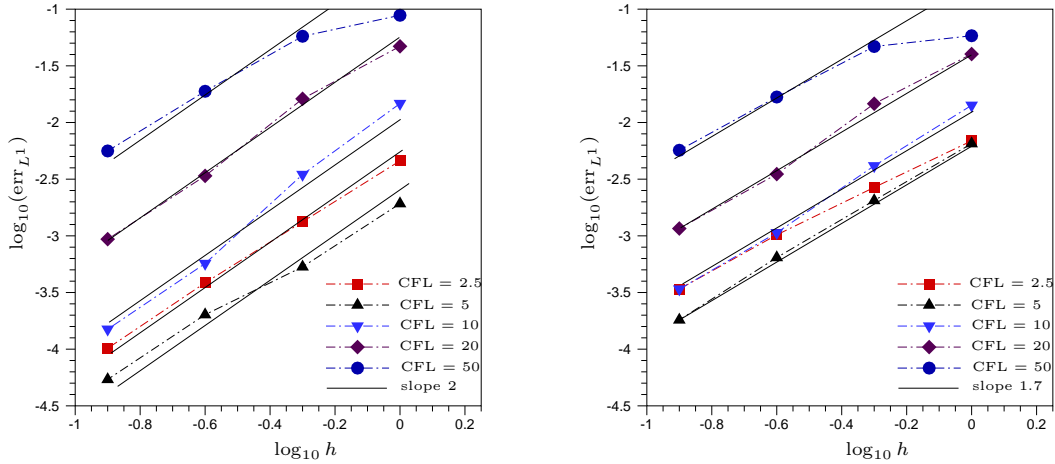 -1
-1.5
-2
-2.5
-3
-3.5
-4
-4.5
log10(err L1)
CFL = 2.5
CFL = 5
CFL = 10
CFL = 20
CFL = 50
slope 2
-1 -0.8 -0.6 -0.4 -0.2 0 0.2
log10 h
-1
-1.5
-2
-2.5
-3
-3.5
-4
-4.5
log10(err L1)
CFL = 2.5
CFL = 5
CFL = 10
CFL = 20
CFL = 50
slope 1.7
-1 -0.8 -0.6 -0.4 -0.2 0 0.2
log10 h